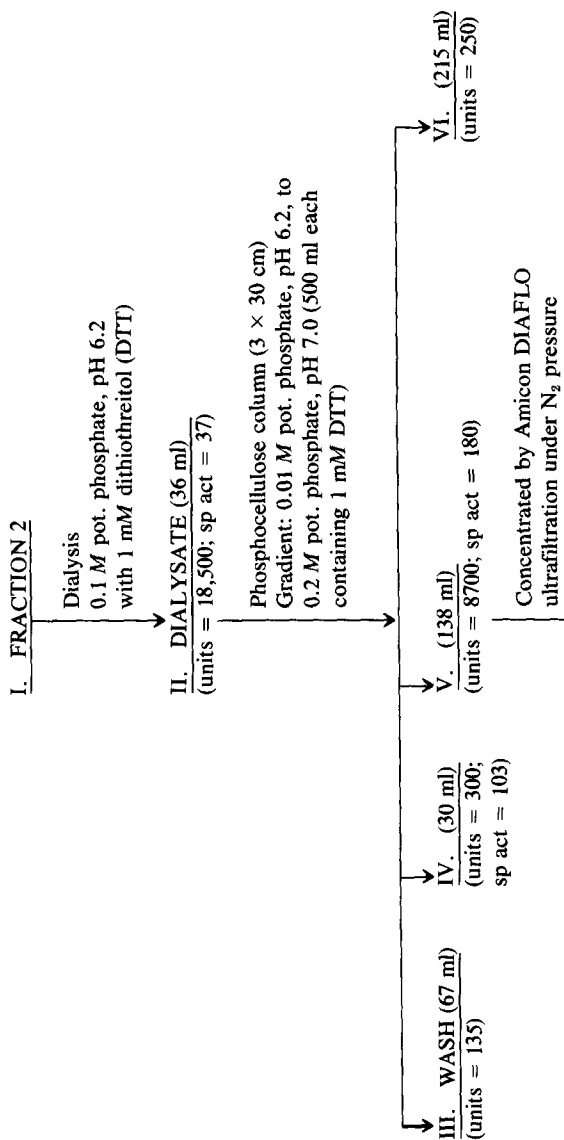 I. FRACTION 2
Dialysis
0.1 M pot. phosphate, pH 6.2
with 1 mM dithiothreitol (DTT)
II. DIALYSATE (36 ml)
(units = 18,500; sp act = 37)
Phosphocellulose column (3 × 30 cm)
Gradient: 0.01 M pot. phosphate, pH 6.2, to
0.2 M pot. phosphate, pH 7.0 (500 ml each
containing 1 mM DTT)
III. WASH (67 ml)
(units = 135)
IV. (30 ml)
(units = 300;
sp act = 103)
V. (138 ml)
(units = 8700; sp act = 180)
VI. (215 ml)
(units = 250)
Concentrated by Amicon DIAFLO
ultrafiltration under N₂ pressure